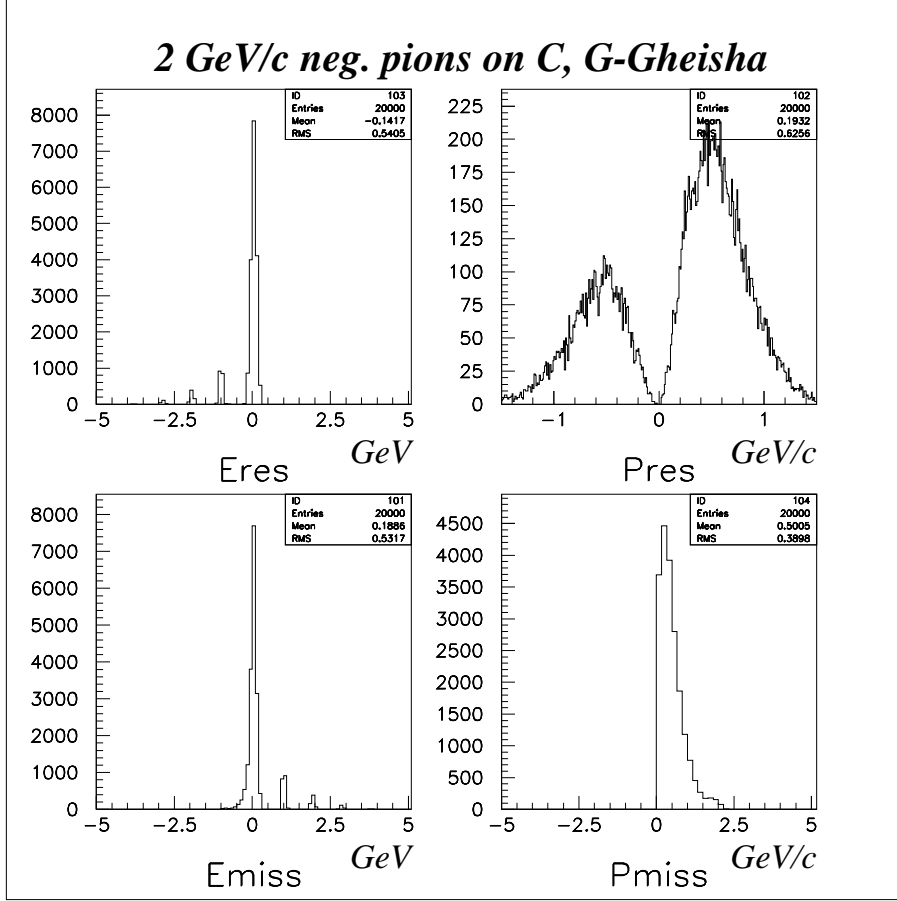 2 GeV/c neg. pions on C, G-Gheisha
ID 103
Entries 20000
Mean -0.1417
RMS 0.5405
8000
7000
6000
5000
4000
3000
2000
1000
0
-5 -2.5 0 2.5 5
GeV
Eres
ID 102
Entries 20000
Mean 0.1932
RMS 0.6256
225
200
175
150
125
100
75
50
25
0
-1 0 1
GeV/c
Pres
ID 101
Entries 20000
Mean 0.1886
RMS 0.5317
8000
7000
6000
5000
4000
3000
2000
1000
0
-5 -2.5 0 2.5 5
GeV
Emiss
ID 104
Entries 20000
Mean 0.5005
RMS 0.3898
4500
4000
3500
3000
2500
2000
1500
1000
500
0
-5 -2.5 0 2.5 5
GeV/c
Pmiss